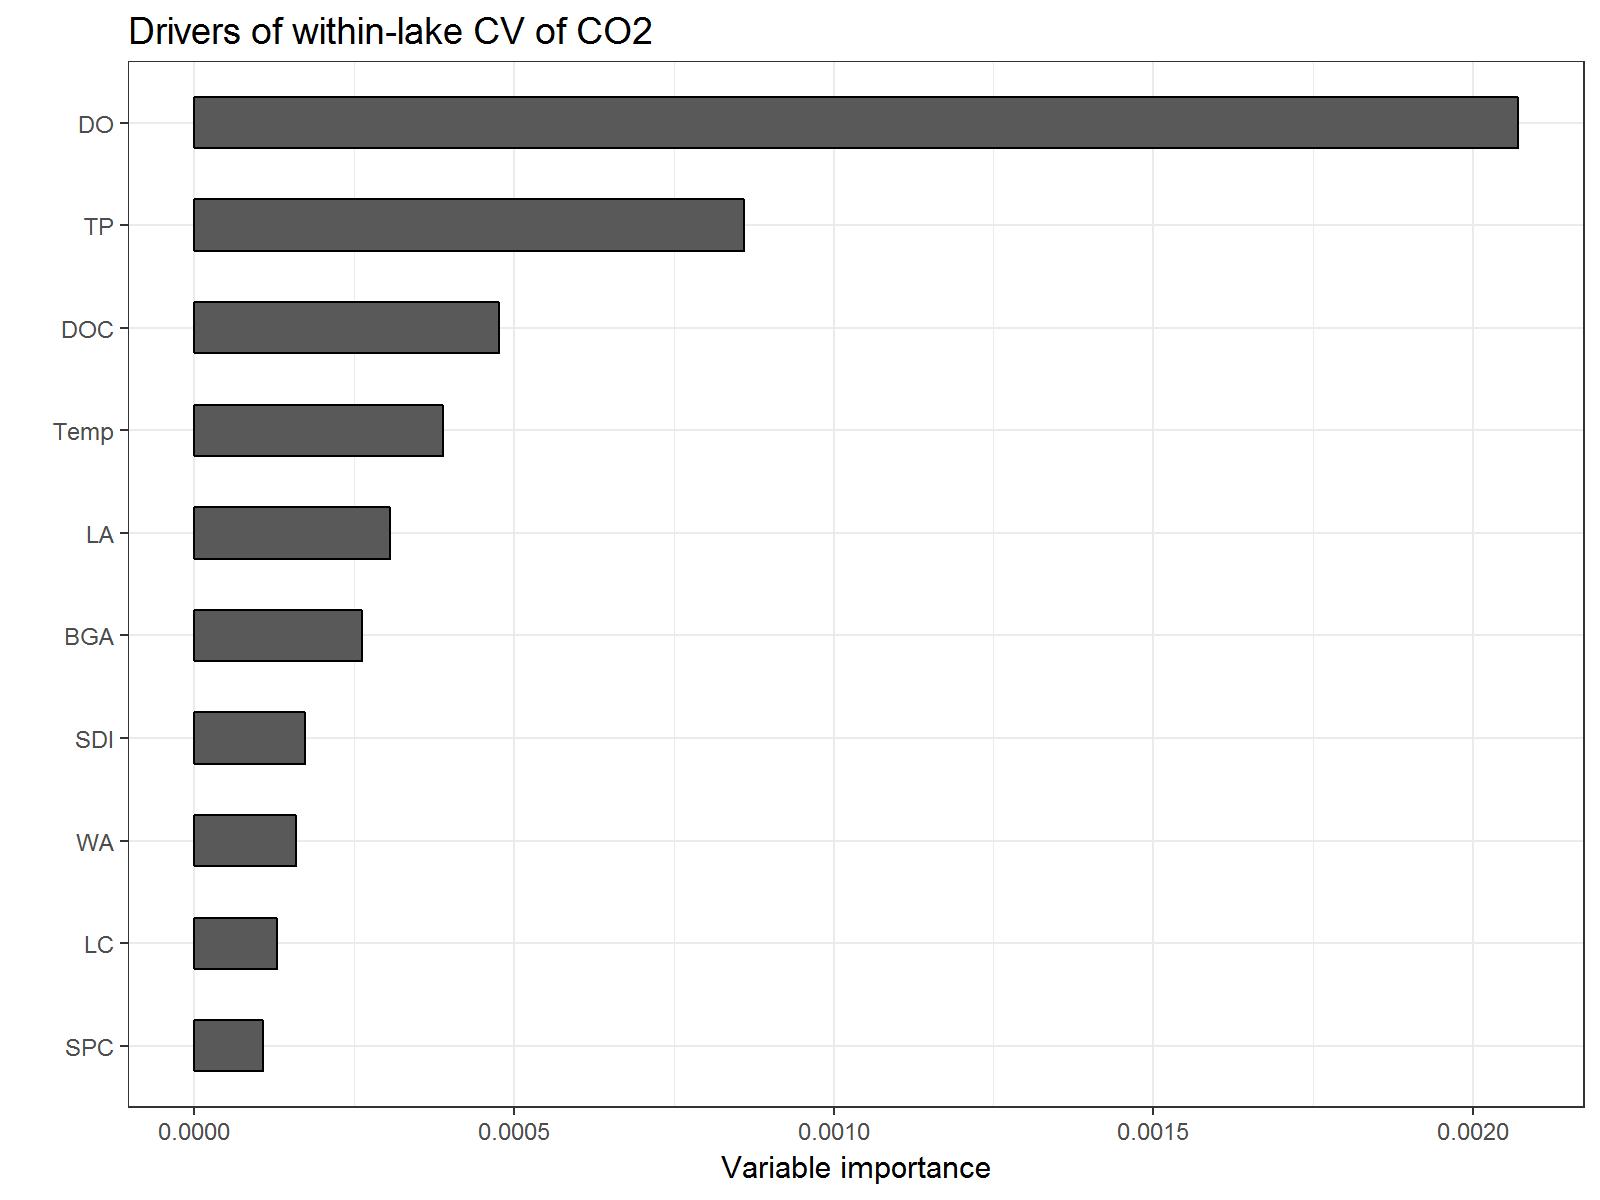 Drivers of within-lake CV of CO2
DO
TP
DOC
Temp
LA
BGA
SDI
WA
LC
SPC
0.0000 0.0005 0.0010 0.0015 0.0020
Variable importance